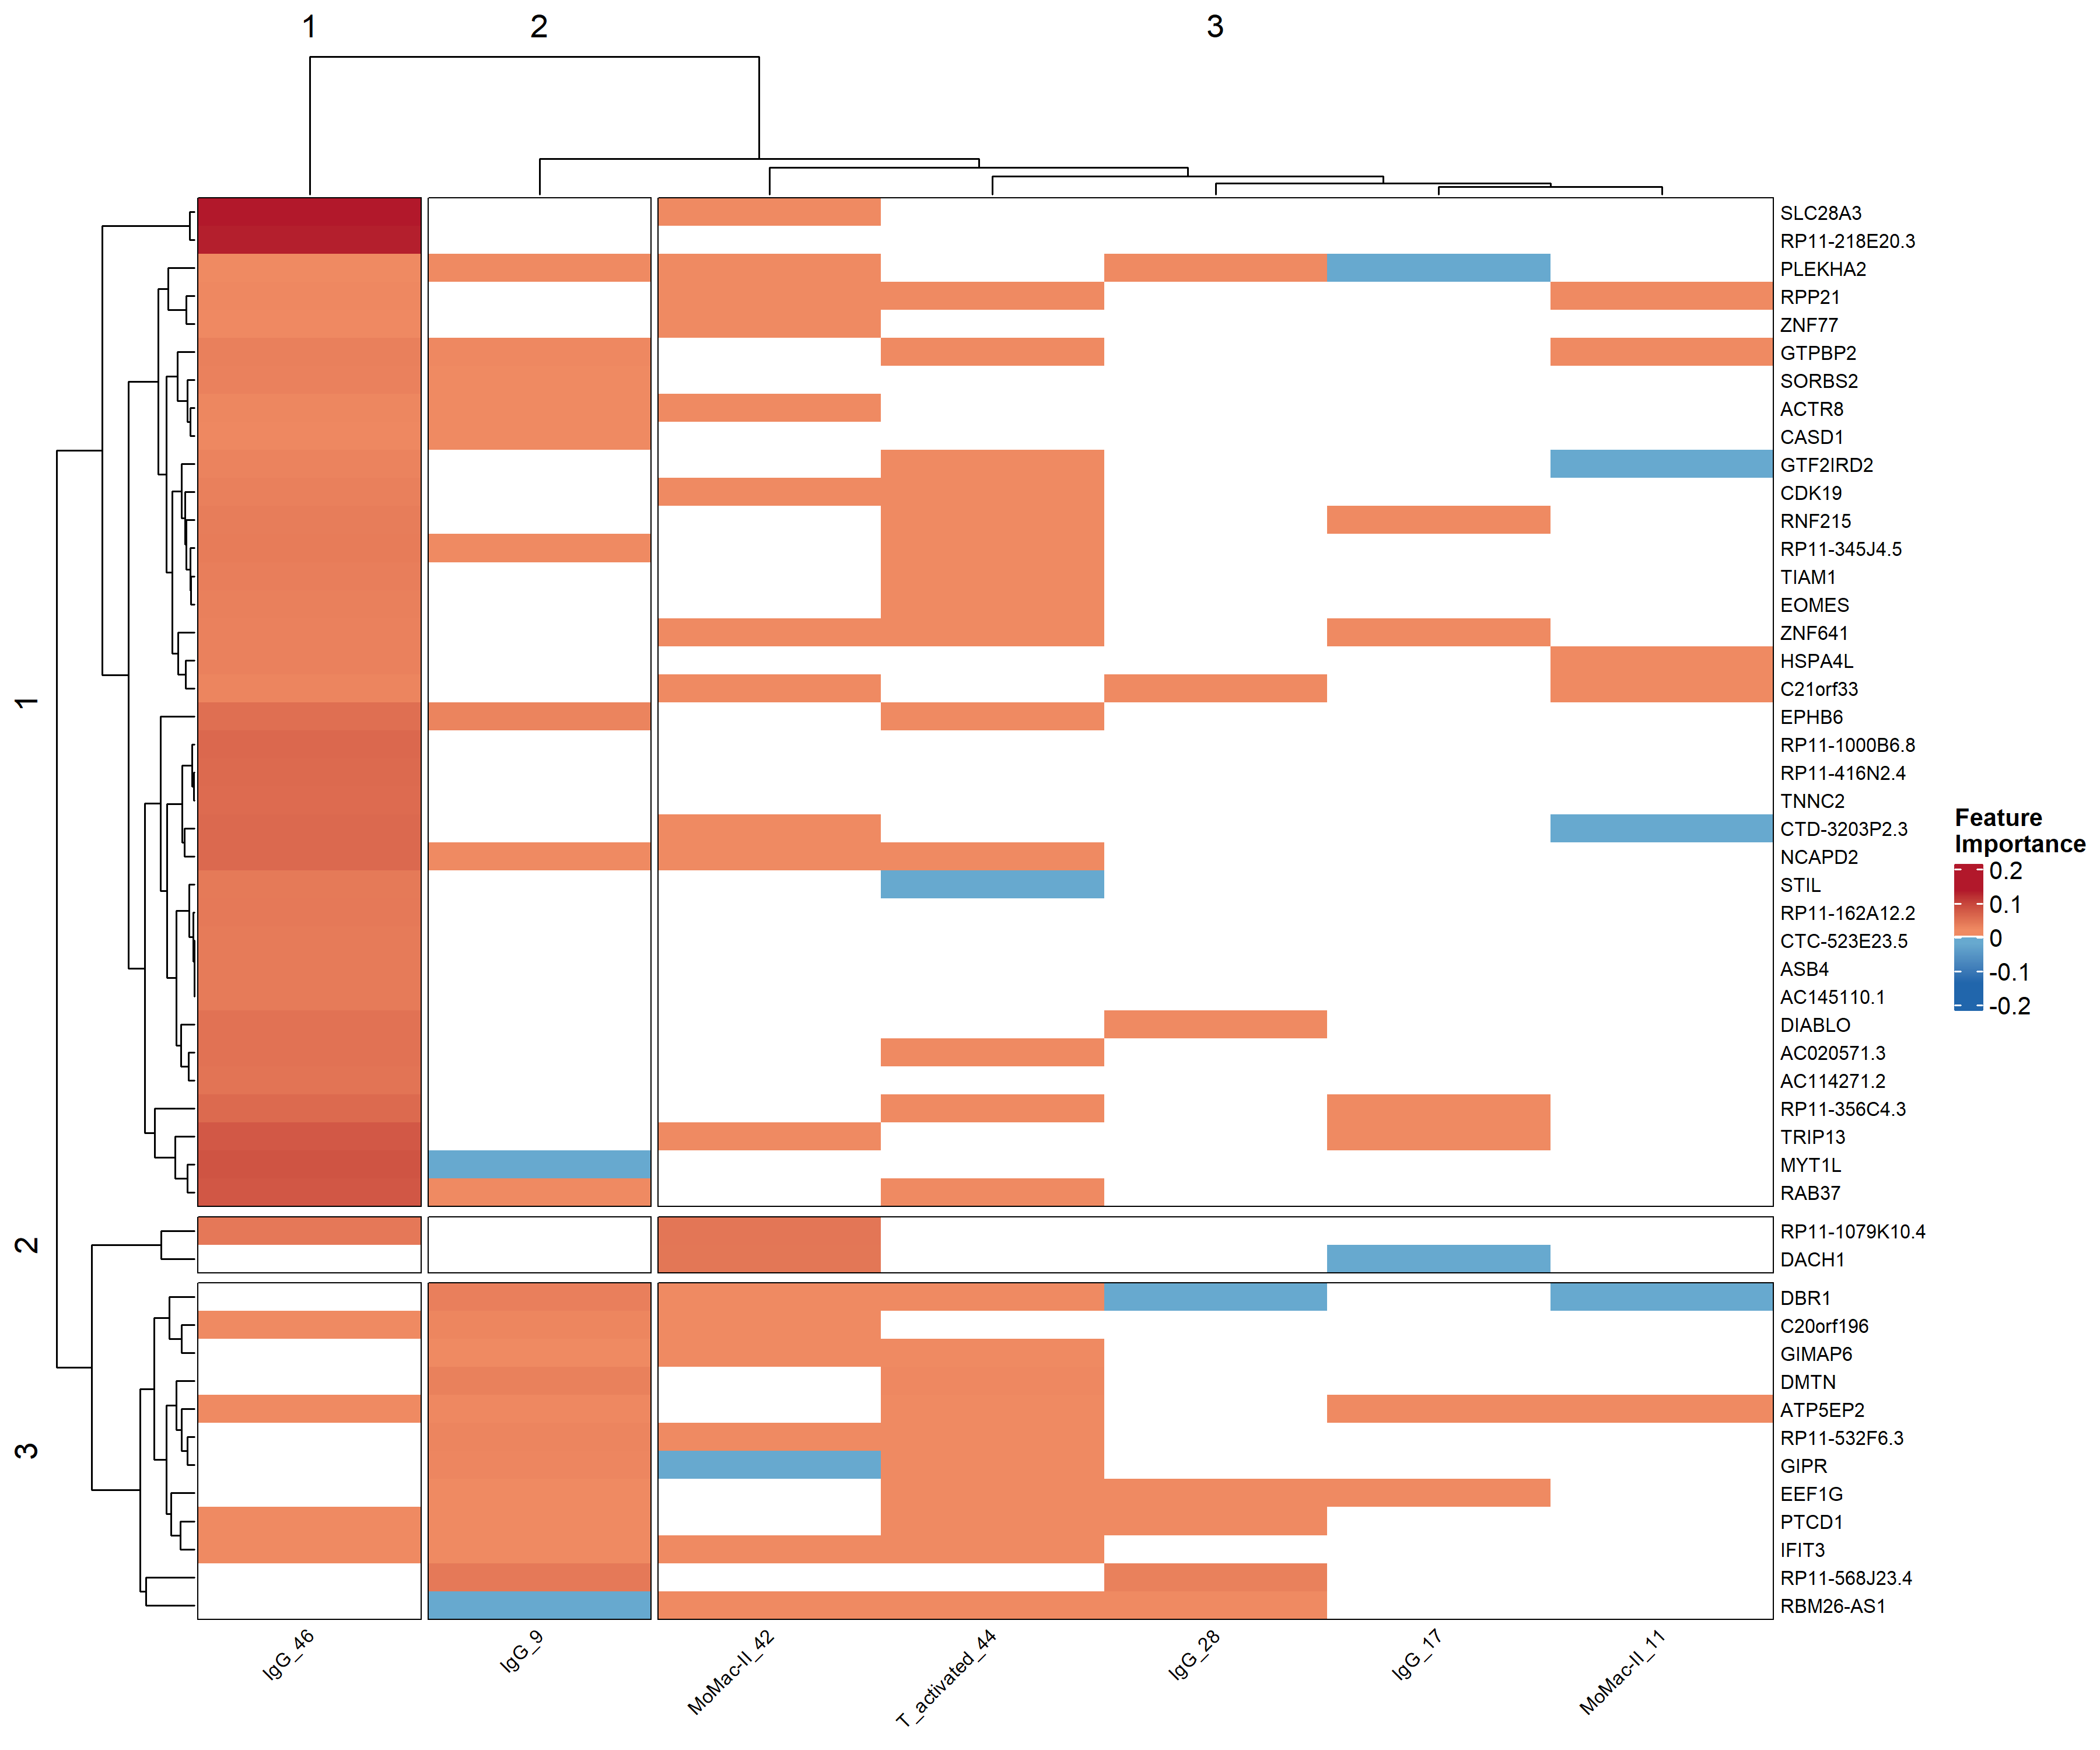 1
2
3
SLC28A3
RP11-218E20.3
PLEKHA2
RPP21
ZNF77
GTPBP2
SORBS2
ACTR8
CASD1
GTF2IRD2
CDK19
RNF215
RP11-345J4.5
TIAM1
EOMES
ZNF641
HSPA4L
C21orf33
EPHB6
RP11-1000B6.8
RP11-416N2.4
TNNC2
CTD-3203P2.3
NCAPD2
STIL
RP11-162A12.2
CTC-523E23.5
ASB4
AC145110.1
DIABLO
AC020571.3
AC114271.2
RP11-356C4.3
TRIP13
MYT1L
RAB37
RP11-1079K10.4
DACH1
DBR1
C20orf196
GIMAP6
DMTN
ATP5EP2
RP11-532F6.3
GIPR
EEF1G
PTCD1
IFIT3
RP11-568J23.4
RBM26-AS1
1
2
3
IgG_46
IgG_9
MoMac-II_42
T_activated_44
IgG_28
IgG_17
MoMac-II_11
Feature
Importance
0.2
0.1
0
-0.1
-0.2